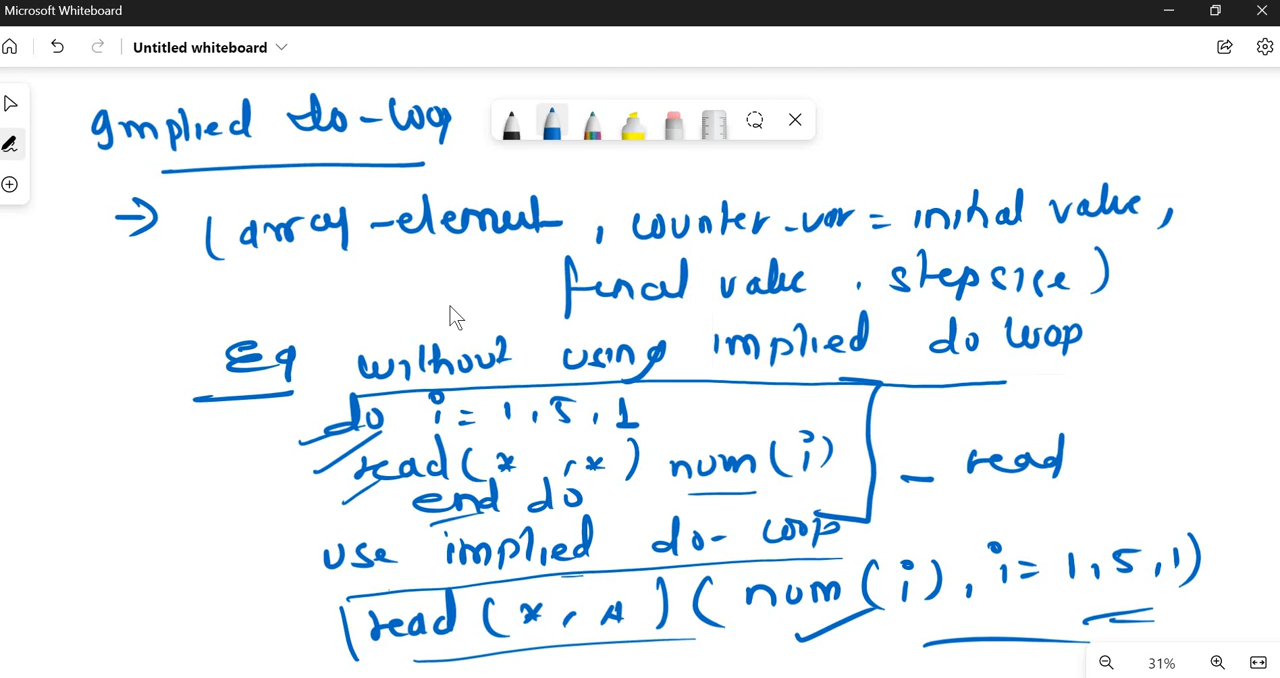 Microsoft Whiteboard
Untitled whiteboard
Implied do-loop
→ (array-element, counter-var = initial value,
final value, stepsize)
Eg without using implied do loop
do i = 1, 5, 1
read(*, *) num(i)
end do
- read
use implied do-loop
read(*, *) (num(i), i = 1, 5, 1)
31%